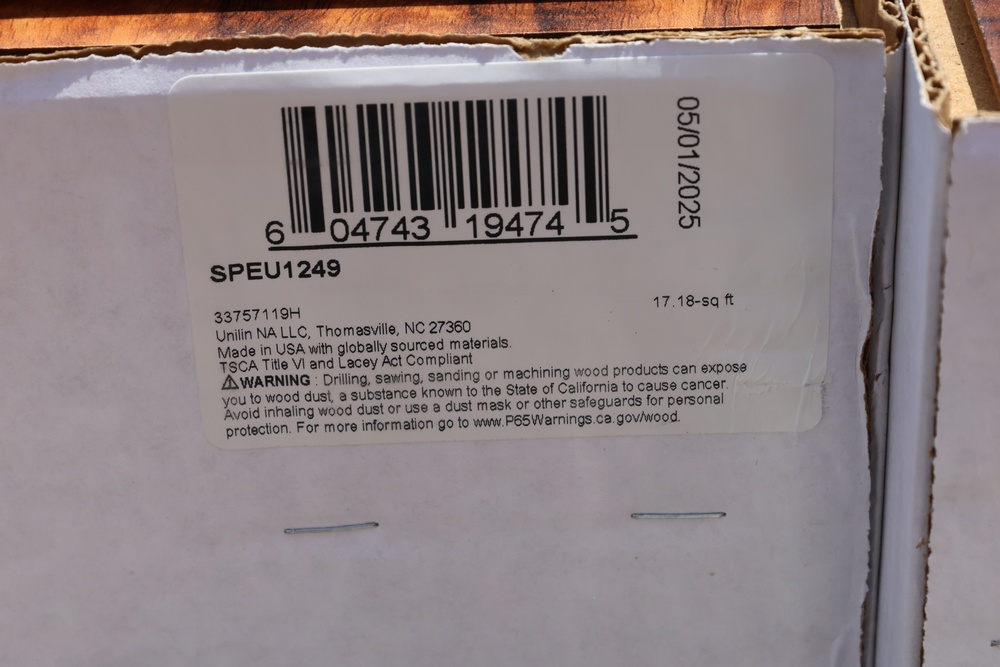 6 04743 19474 5
05/01/2025
SPEU1249
33757119H
17.18-sq ft
Unilin NA LLC, Thomasville, NC 27360
Made in USA with globally sourced materials.
TSCA Title VI and Lacey Act Compliant
⚠WARNING : Drilling, sawing, sanding or machining wood products can expose
you to wood dust, a substance known to the State of California to cause cancer.
Avoid inhaling wood dust or use a dust mask or other safeguards for personal
protection. For more information go to www.P65Warnings.ca.gov/wood.